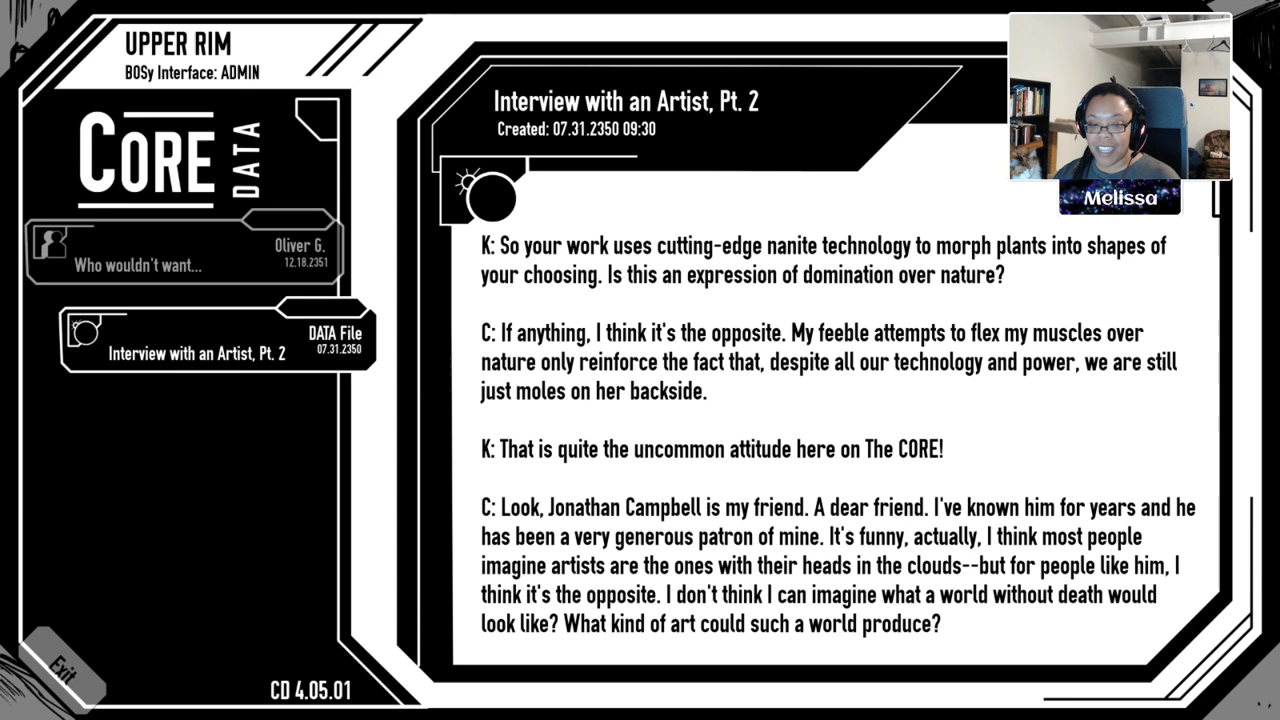 UPPER RIM
BOSy Interface: ADMIN
CORE
DATA
Oliver G.
12.18.2351
Who wouldn't want...
DATA File
07.31.2350
Interview with an Artist, Pt. 2
Exit
CD 4.05.01
Interview with an Artist, Pt. 2
Created: 07.31.2350 09:30
Melissa
K: So your work uses cutting-edge nanite technology to morph plants into shapes of
your choosing. Is this an expression of domination over nature?
C: If anything, I think it's the opposite. My feeble attempts to flex my muscles over
nature only reinforce the fact that, despite all our technology and power, we are still
just moles on her backside.
K: That is quite the uncommon attitude here on The CORE!
C: Look, Jonathan Campbell is my friend. A dear friend. I've known him for years and he
has been a very generous patron of mine. It's funny, actually, I think most people
imagine artists are the ones with their heads in the clouds--but for people like him, I
think it's the opposite. I don't think I can imagine what a world without death would
look like? What kind of art could such a world produce?